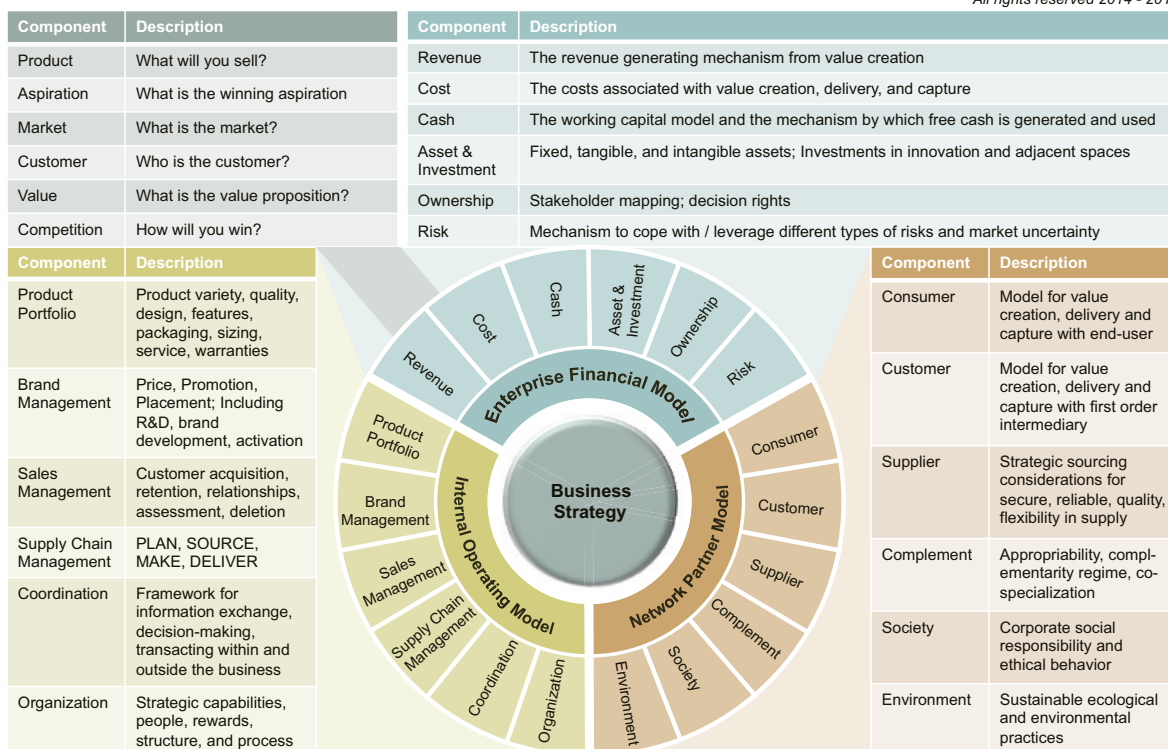 All rights reserved 2014 - 201
Component Description
Product What will you sell?
Aspiration What is the winning aspiration
Market What is the market?
Customer Who is the customer?
Value What is the value proposition?
Competition How will you win?
Component Description
Revenue The revenue generating mechanism from value creation
Cost The costs associated with value creation, delivery, and capture
Cash The working capital model and the mechanism by which free cash is generated and used
Asset & Fixed, tangible, and intangible assets; Investments in innovation and adjacent spaces
Investment
Ownership Stakeholder mapping; decision rights
Risk Mechanism to cope with / leverage different types of risks and market uncertainty
Component Description
Product Product variety, quality,
Portfolio design, features,
packaging, sizing,
service, warranties
Brand Price, Promotion,
Management Placement; Including
R&D, brand
development, activation
Sales Customer acquisition,
Management retention, relationships,
assessment, deletion
Supply Chain PLAN, SOURCE,
Management MAKE, DELIVER
Coordination Framework for
information exchange,
decision-making,
transacting within and
outside the business
Organization Strategic capabilities,
people, rewards,
structure, and process
Revenue
Cost
Cash
Asset &
Investment
Ownership
Risk
Enterprise Financial Model
Product
Portfolio
Brand
Management
Sales
Management
Supply Chain
Management
Coordination
Organization
Internal Operating Model
Business
Strategy
Network Partner Model
Consumer
Customer
Supplier
Complement
Society
Environment
Component Description
Consumer Model for value
creation, delivery and
capture with end-user
Customer Model for value
creation, delivery and
capture with first order
intermediary
Supplier Strategic sourcing
considerations for
secure, reliable, quality,
flexibility in supply
Complement Appropriability, compl-
ementarity regime, co-
specialization
Society Corporate social
responsibility and
ethical behavior
Environment Sustainable ecological
and environmental
practices